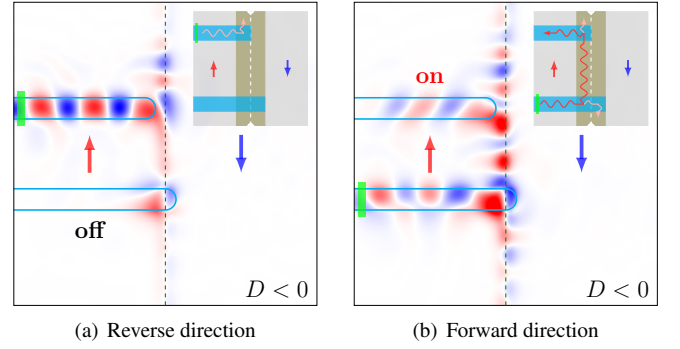 on
off
D < 0
D < 0
(a) Reverse direction
(b) Forward direction